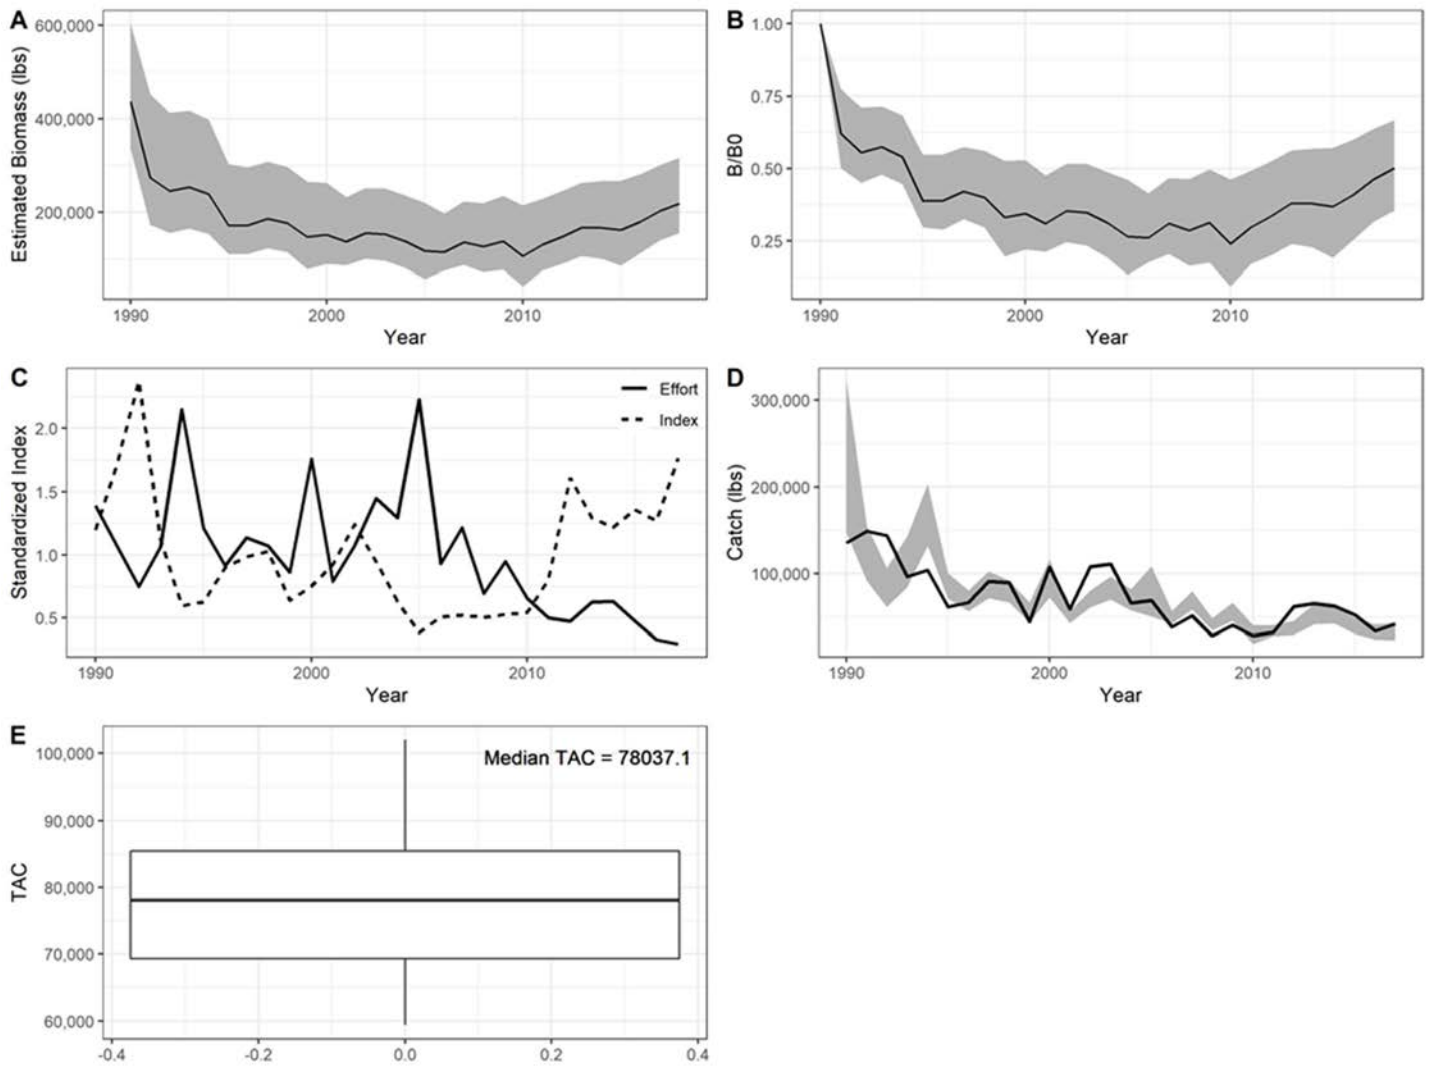 A
Estimated Biomass (lbs)
600,000
400,000
200,000
1990 2000 2010
Year
B
B/B0
1.00
0.75
0.50
0.25
1990 2000 2010
Year
C
Standardized Index
2.0
1.5
1.0
0.5
Effort
Index
1990 2000 2010
Year
D
Catch (lbs)
300,000
200,000
100,000
1990 2000 2010
Year
E
TAC
100,000
90,000
80,000
70,000
60,000
Median TAC = 78037.1
-0.4 -0.2 0.0 0.2 0.4